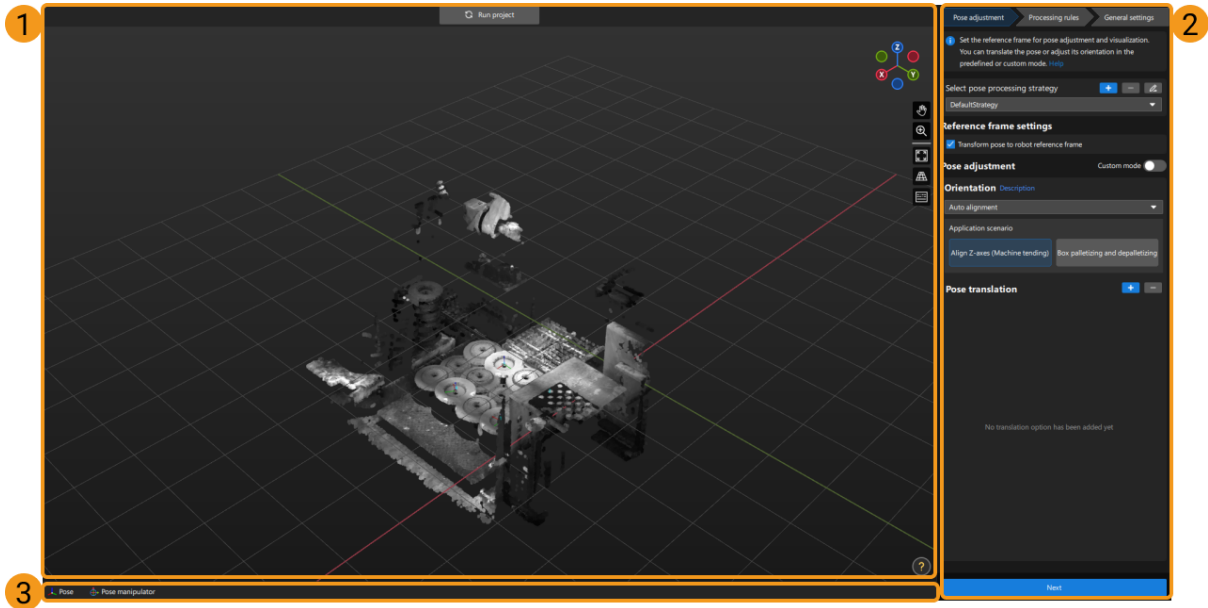 1
Run project
Z
X
Y
?
2
Pose adjustment
Processing rules
General settings
Set the reference frame for pose adjustment and visualization.
You can translate the pose or adjust its orientation in the
predefined or custom mode. Help
Select pose processing strategy
DefaultStrategy
Reference frame settings
Transform pose to robot reference frame
Pose adjustment
Custom mode
Orientation Description
Auto alignment
Application scenario
Align Z-axes (Machine tending)
Box palletizing and depalletizing
Pose translation
No translation option has been added yet
Next
3
Pose
Pose manipulator